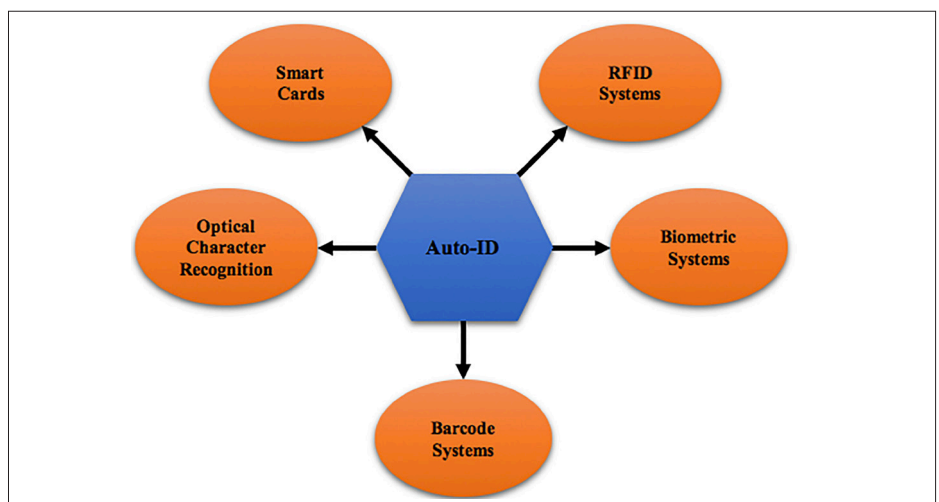 Smart
Cards
RFID
Systems
Optical
Character
Recognition
Auto-ID
Biometric
Systems
Barcode
Systems